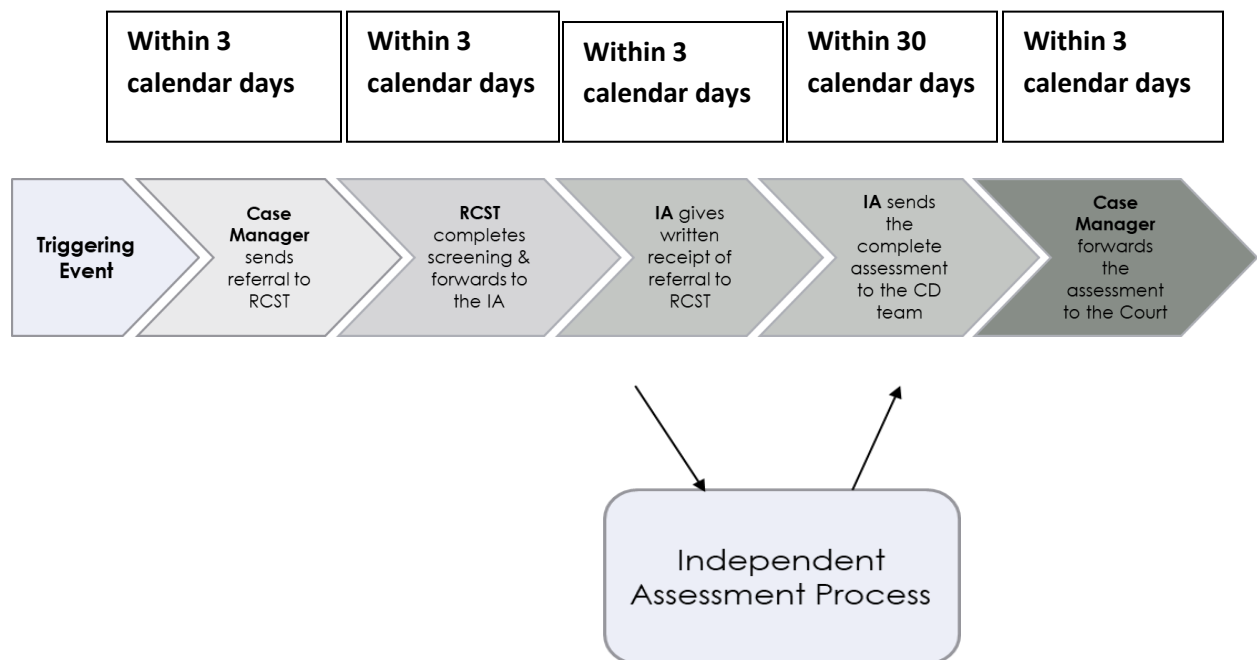 Within 3
calendar days
Within 3
calendar days
Within 3
calendar days
Within 30
calendar days
Within 3
calendar days
Triggering
Event
Case
Manager
sends
referral to
RCST
RCST
completes
screening &
forwards to
the IA
IA gives
written
receipt of
referral to
RCST
IA sends
the
complete
assessment
to the CD
team
Case
Manager
forwards
the
assessment
to the Court
Independent
Assessment Process